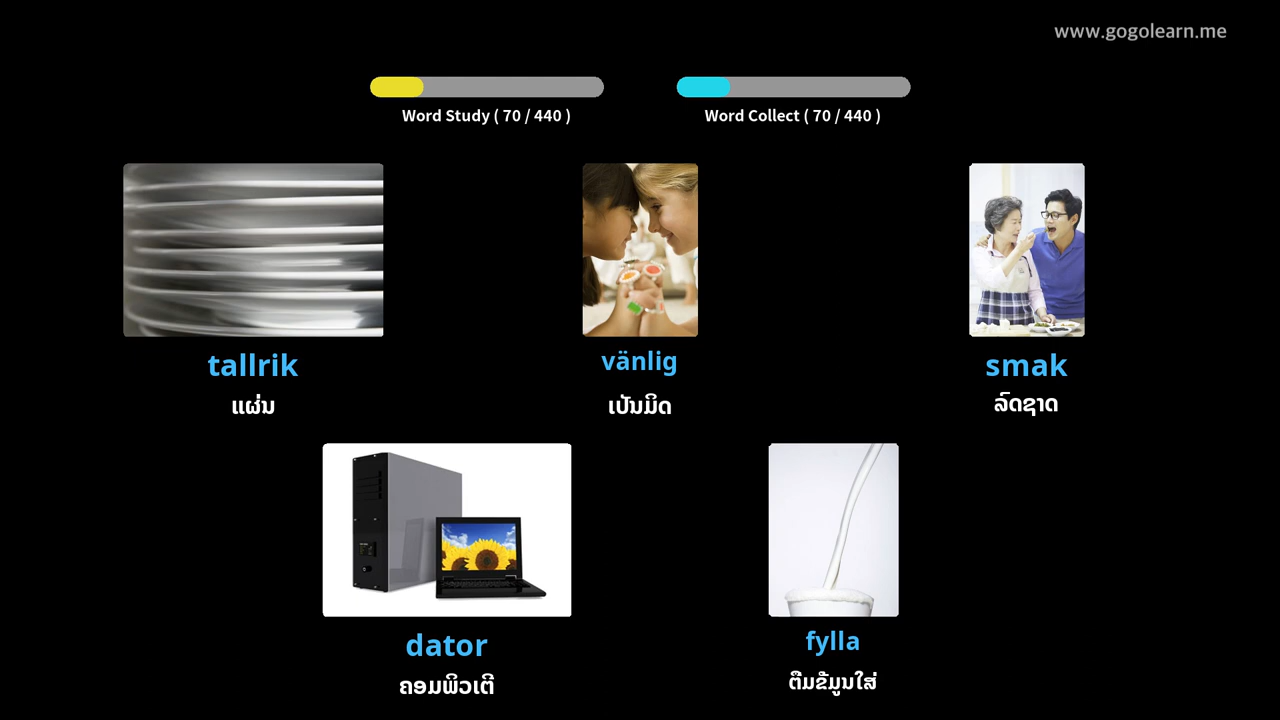 www.gogolearn.me
Word Study ( 70 / 440 )
Word Collect ( 70 / 440 )
tallrik
ແຜ່ນ
vänlig
ເປັນມິດ
smak
ລົດຊາດ
dator
ຄອມພິວເຕີ
fylla
ຕື່ມຂໍ້ມູນໃສ່